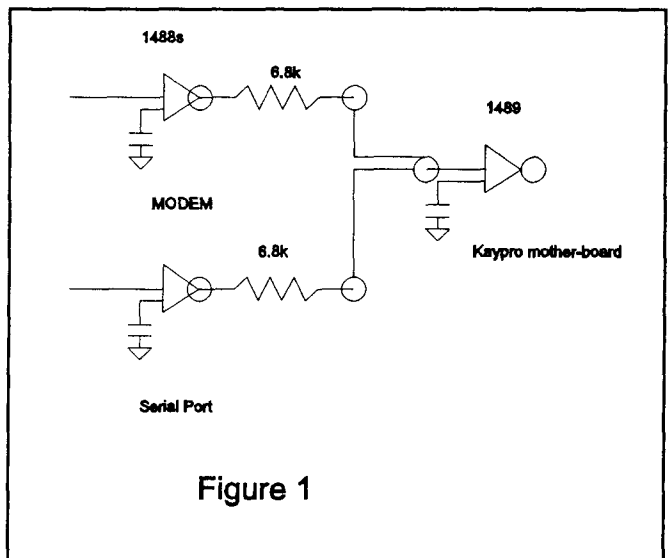 1488s
6.8k
1489
MODEM
6.8k
Kaypro mother-board
Serial Port
Figure 1